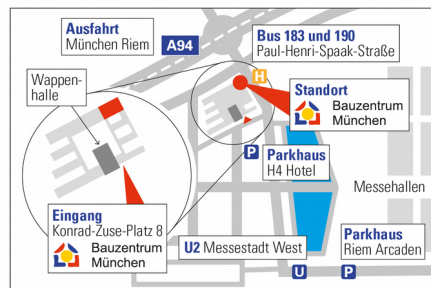 Ausfahrt
München Riem
A94
Bus 183 und 190
Paul-Henri-Spaak-Straße
H
Wappen-
halle
Standort
Bauzentrum
München
P
Parkhaus
H4 Hotel
Messehallen
Eingang
Konrad-Zuse-Platz 8
Bauzentrum
München
U2 Messestadt West
Parkhaus
Riem Arcaden
U
P